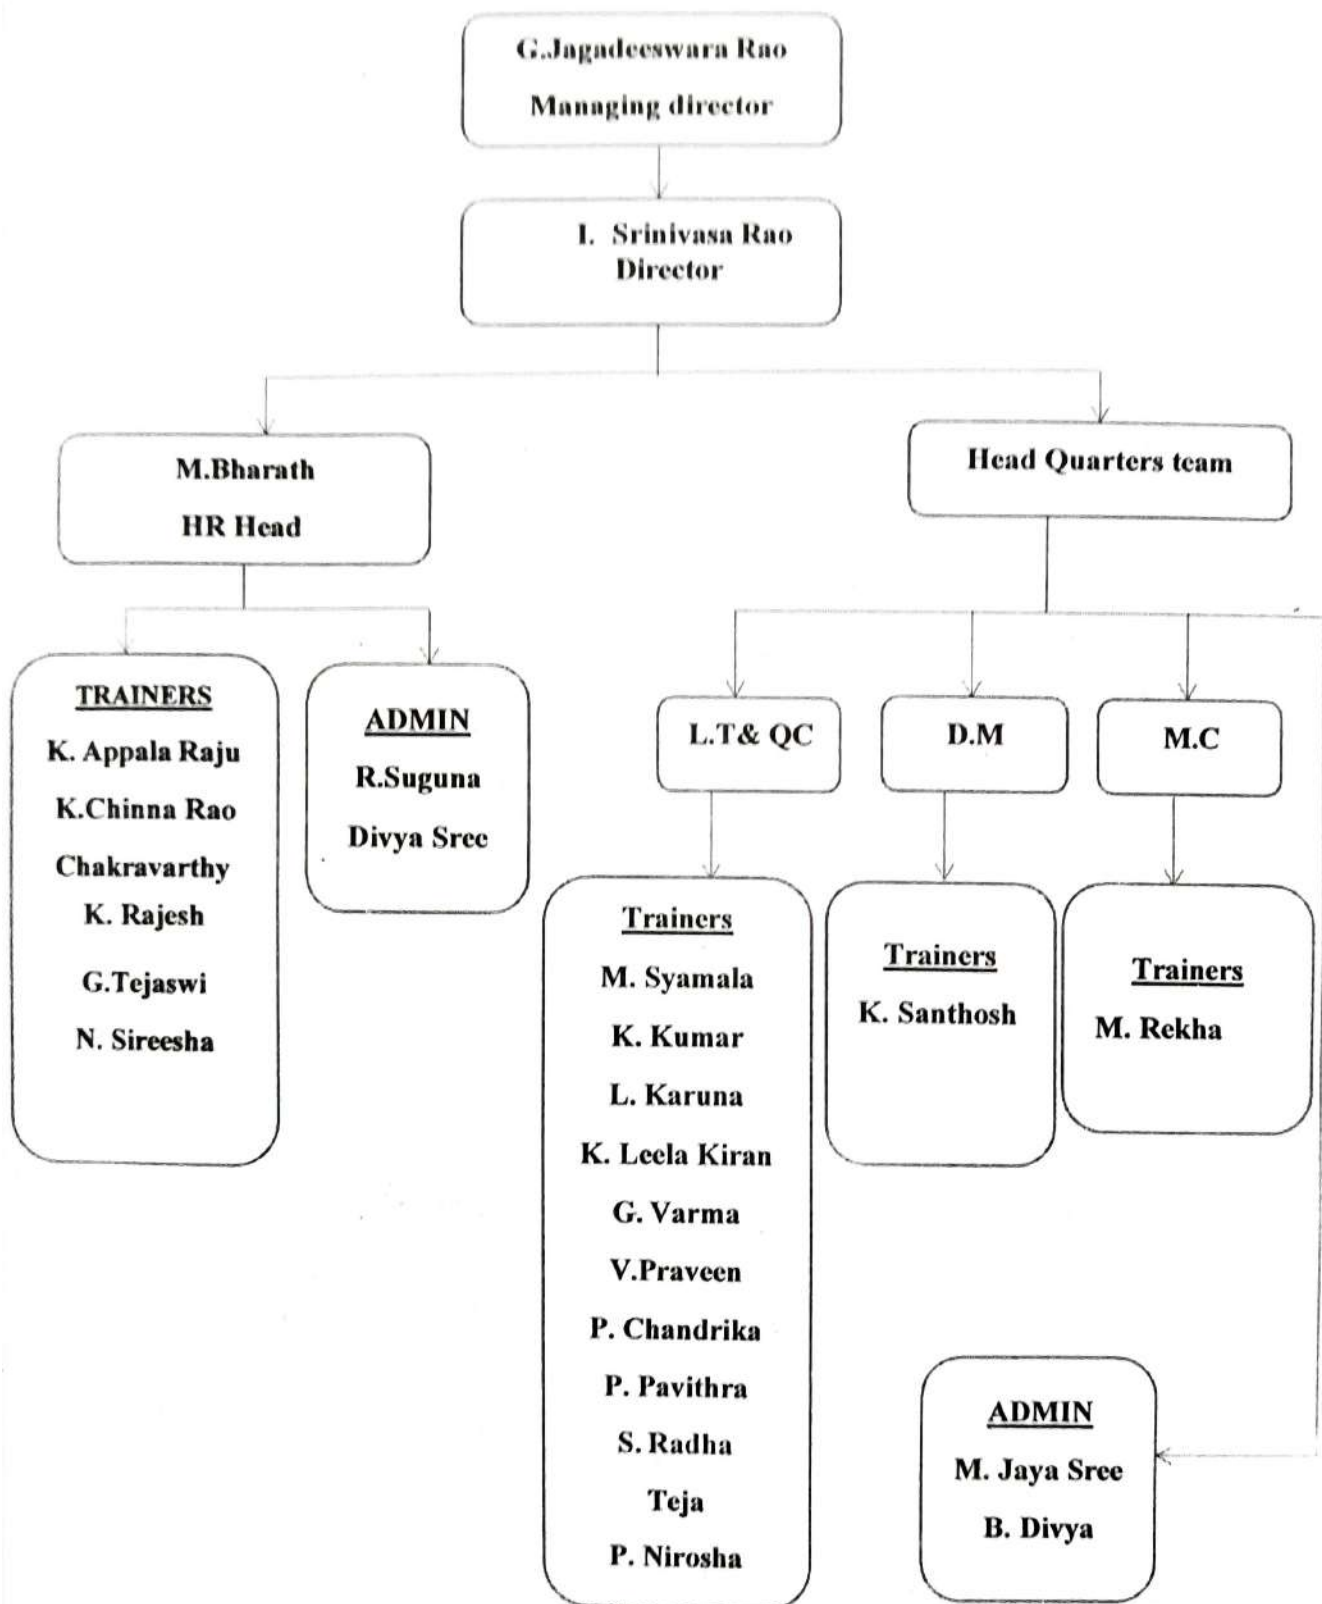 G.Jagadeeswara Rao
Managing director
I. Srinivasa Rao
Director
M.Bharath
HR Head
Head Quarters team
TRAINERS
K. Appala Raju
K.Chinna Rao
Chakravarthy
K. Rajesh
G.Tejaswi
N. Sireesha
ADMIN
R.Suguna
Divya Sree
L.T& QC
D.M
M.C
Trainers
M. Syamala
K. Kumar
L. Karuna
K. Leela Kiran
G. Varma
V.Praveen
P. Chandrika
P. Pavithra
S. Radha
Teja
P. Nirosha
Trainers
K. Santhosh
Trainers
M. Rekha
ADMIN
M. Jaya Sree
B. Divya